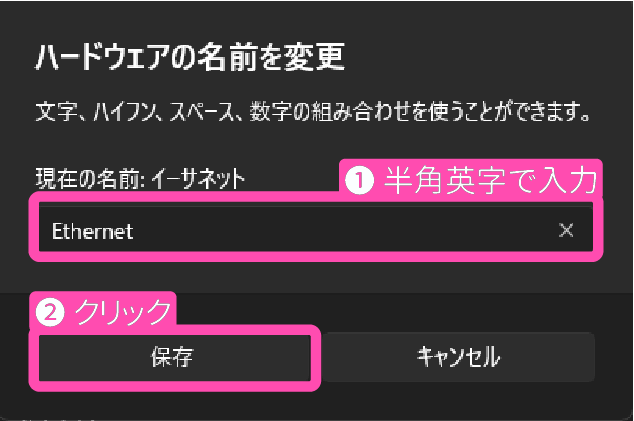 ハードウェアの名前を変更
文字、ハイフン、スペース、数字の組み合わせを使うことができます。
現在の名前: イーサネット
1 半角英字で入力
Ethernet
2 クリック
保存
キャンセル